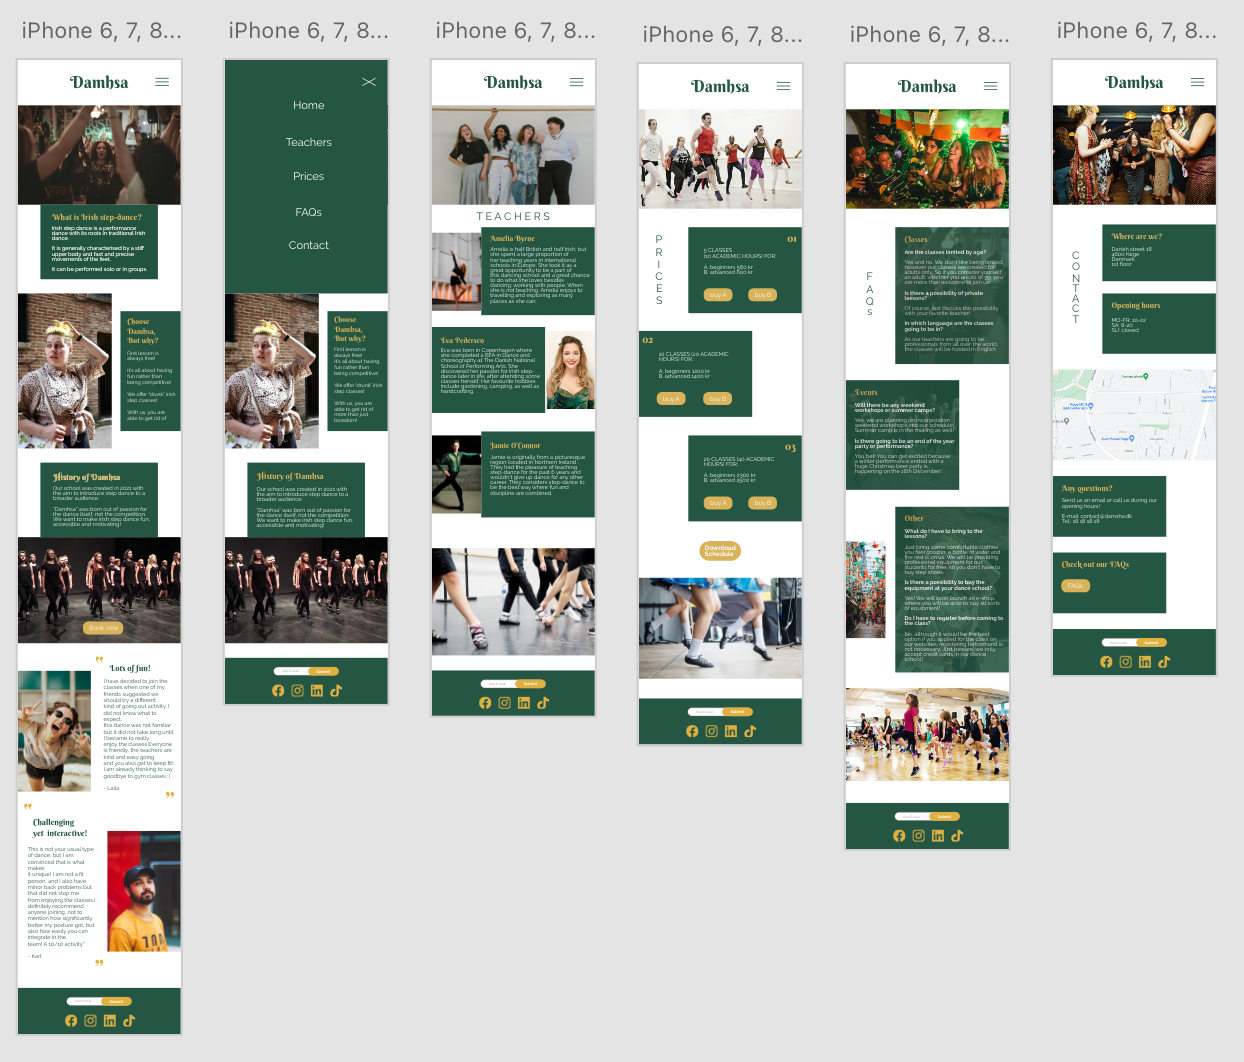 iPhone 6, 7, 8...
Damhsa
What is Irish step-dance?
Irish step dance is a performance
dance with its roots in traditional Irish
dance.
It is generally characterised by a stiff
upper body and fast and precise
movements of the feet.
It can be performed solo or in groups.
Choose
Damhsa,
But why?
First lesson is
always free!
It's all about having
fun rather than
being competitive!
We offer "drunk" irish
step classes!
With us, you are
able to get rid of
History of Damhsa
Our school was created in 2021 with
the aim to introduce step dance to a
broader audience.
"Damhsa" was born out of passion for
the dance itself, not the competition.
We want to make irish step dance fun,
accessible and motivating!
Book now
"
Lots of fun!
I have decided to join the
classes when one of my
friends suggested we
should try a different
kind of going out activity. I
did not know what to
expect,
this dance was not familiar
but it did not take long until
I became to really
enjoy the classes.Everyone
is friendly, the teachers are
kind and easy going
and you also get to keep fit!
I am already thinking to say
goodbye to gym classes :)
- Laila
"
"
Challenging
yet interactive!
This is not your usual type
of dance, but I am
convinced that is what
makes
it unique! I am not a fit
person, and I also have
minor back problems but
that did not stop me
from enjoying the classes.I
definitely recommend
anyone joining, not to
mention how significantly
better my posture got, but
also how easily you can
integrate in the
team! A 10/10 activity."
- Karl
"
Submit
iPhone 6, 7, 8...
Home
Teachers
Prices
FAQs
Contact
Choose
Damhsa,
But why?
First lesson is
always free!
It's all about having
fun rather than
being competitive!
We offer "drunk" irish
step classes!
With us, you are
able to get rid of
more than just
boredom!
History of Damhsa
Our school was created in 2021 with
the aim to introduce step dance to a
broader audience.
"Damhsa" was born out of passion for
the dance itself, not the competition.
We want to make irish step dance fun,
accessible and motivating!
Submit
iPhone 6, 7, 8...
Damhsa
TEACHERS
Amelia Byrne
Amelia is half British and half Irish, but
she spent a large proportion of
her teaching years in international
schools in Europe. She took it as a
great opportunity to be a part of
this dancing school and a great chance
to do what she loves besides
dancing: working with people. When
she is not teaching, Amelia enjoys to
travelling and exploring as many
places as she can.
Eva Pedersen
Eva was born in Copenhagen where
she completed a BFA in Dance and
choreography at The Danish National
School of Performing Arts. She
discovered her passion for Irish step-
dance later in life, after attending some
classes herself. Her favourite hobbies
include gardening, camping, as well as
handcrafting.
Jamie O'Connor
Jamie is originally from a picturesque
region located in Northern Ireland.
They had the pleasure of teaching
step-dance for the past 6 years and
wouldn't give up dance for any other
career. They considers step-dance to
be the best way where fun and
discipline are combined.
Submit
iPhone 6, 7, 8...
Damhsa
PRICES
01
5 CLASSES
(10 ACADEMIC HOURS) FOR:
A. beginners 560 kr
B. advanced 600 kr
buy A
buy B
02
10 CLASSES (20 ACADEMIC
HOURS) FOR:
A. beginners 1200 kr
B. advanced 1400 kr
buy A
buy B
03
20 CLASSES (40 ACADEMIC
HOURS) FOR:
A. beginners 2300 kr
B. advanced 2500 kr
buy A
buy B
Download
Schedule
Submit
iPhone 6, 7, 8...
Damhsa
FAQs
Classes
Are the classes limited by age?
Yes and no. We don't like being limited,
however our classes are created for
adults only. So if you consider yourself
an adult, whether you are 20 or 99, you
are more than welcome to join us!
Is there a possibility of private
lessons?
Of course, just discuss this possibility
with your favorite teacher!
In which language are the classes
going to be in?
As our teachers are going to be
professionals from all over the world,
the classes will be hosted in English
Events
Will there be any weekend
workshops or summer camps?
Yes, we are planning on incorporation
weekend workshops into our schedule.
Summer camp is in the making as well!
Is there going to be an end of the year
party or performance?
You bet! You can get excited because
a winter performance ended with a
huge Christmas beer party is
happening on the 18th December!
Other
What do I have to bring to the
lessons?
Just bring some comfortable clothes
you feel good in, a bottle of water and
the rest is on us. We will be providing
professional equipment for our
students for free, so you don't have to
buy step shoes.
Is there a possibility to buy the
equipment at your dance school?
Yes! We will soon launch an e-shop,
where you will be able to buy all sorts
of equipment!
Do I have to register before coming to
the class?
No, although it would be the best
option if you applied for the class on
our website, registering beforehand is
not necessary. Just beware, we only
accept credit cards in our dance
school!
Submit
iPhone 6, 7, 8...
Damhsa
CONTACT
Where are we?
Danish street 18
4600 Køge
Denmark
1st floor
Opening hours
MO-FR: 10-22
SA: 8-20
SU: closed
Any questions?
Send us an email or call us during our
opening hours!
E-mail: contact@damsha.dk
Tel.: 18 18 18 18
Check out our FAQs
FAQs
Submit